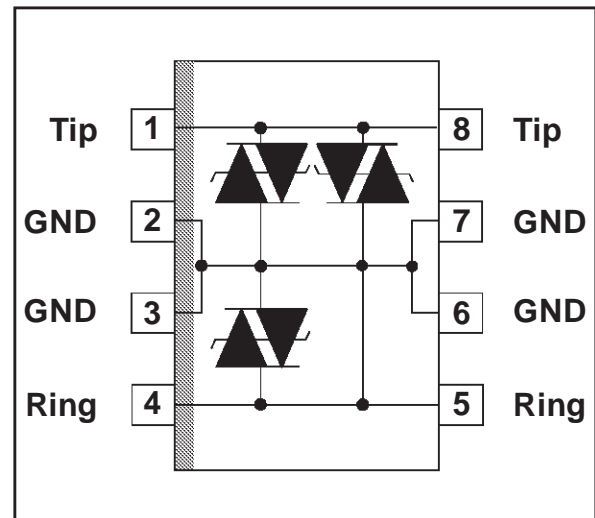 Tip 1 8 Tip
GND 2 7 GND
GND 3 6 GND
Ring 4 5 Ring